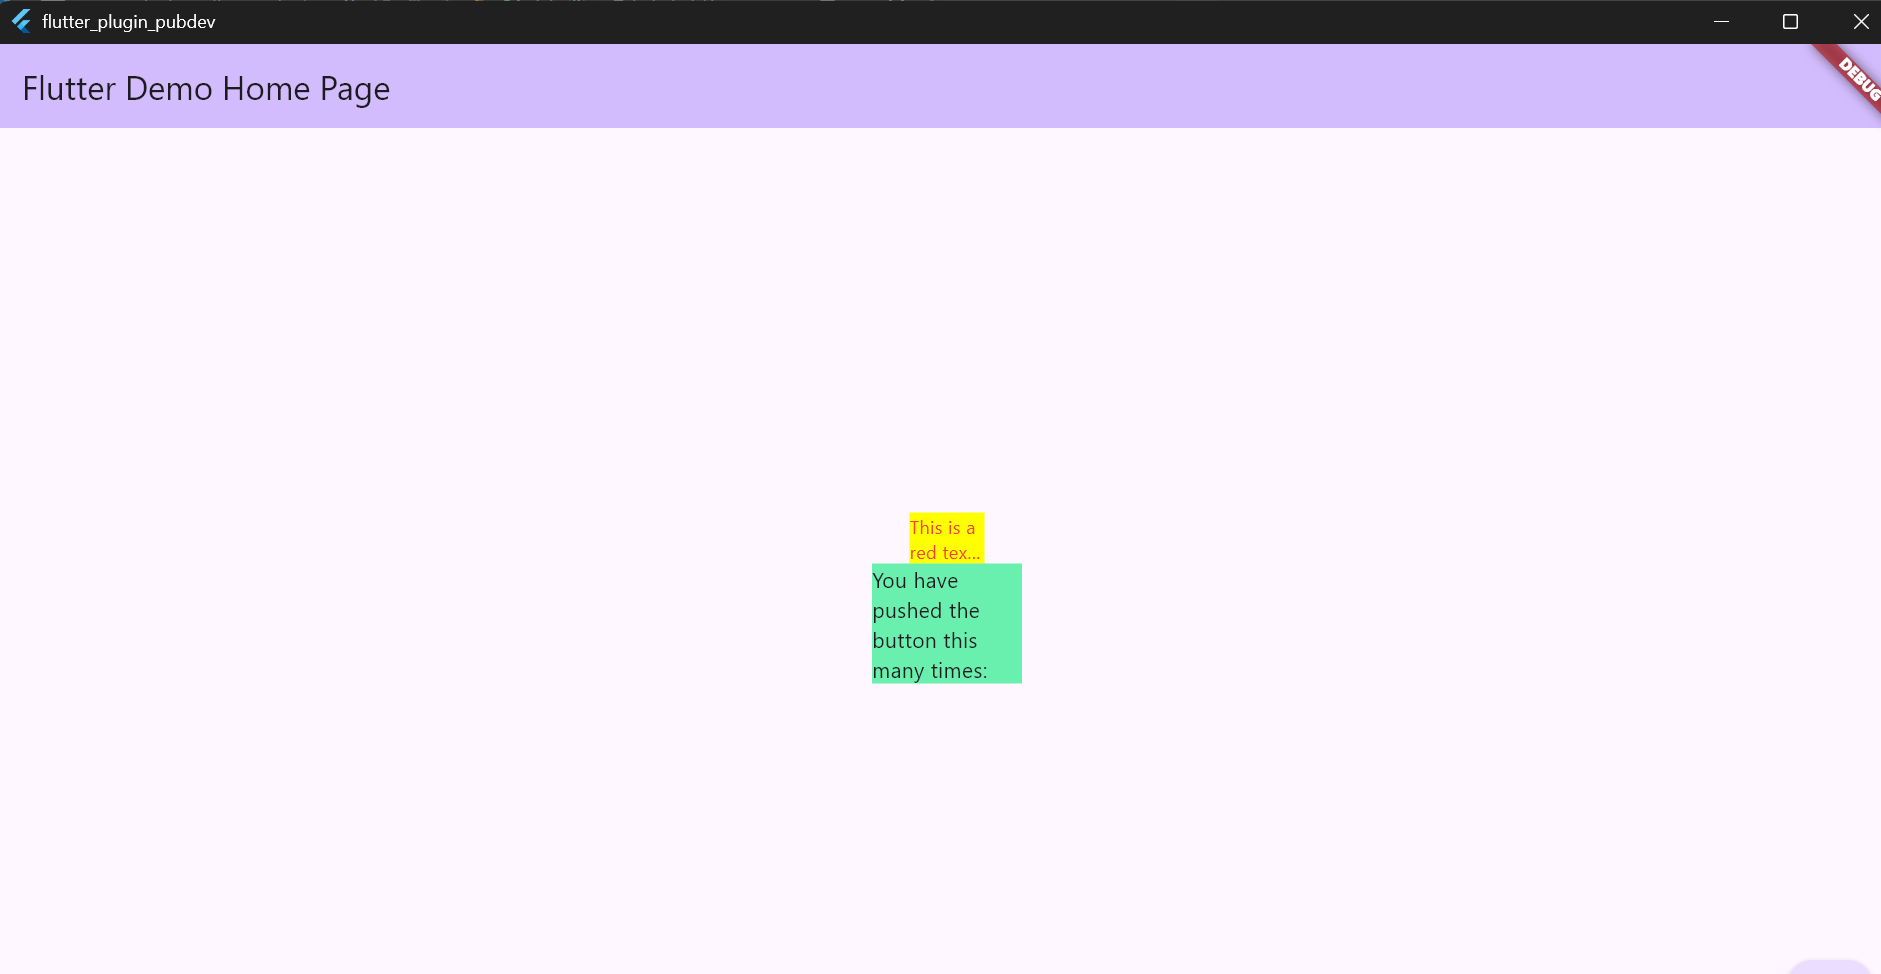 flutter_plugin_pubdev
Flutter Demo Home Page
DEBUG
This is a
red tex...
You have
pushed the
button this
many times: